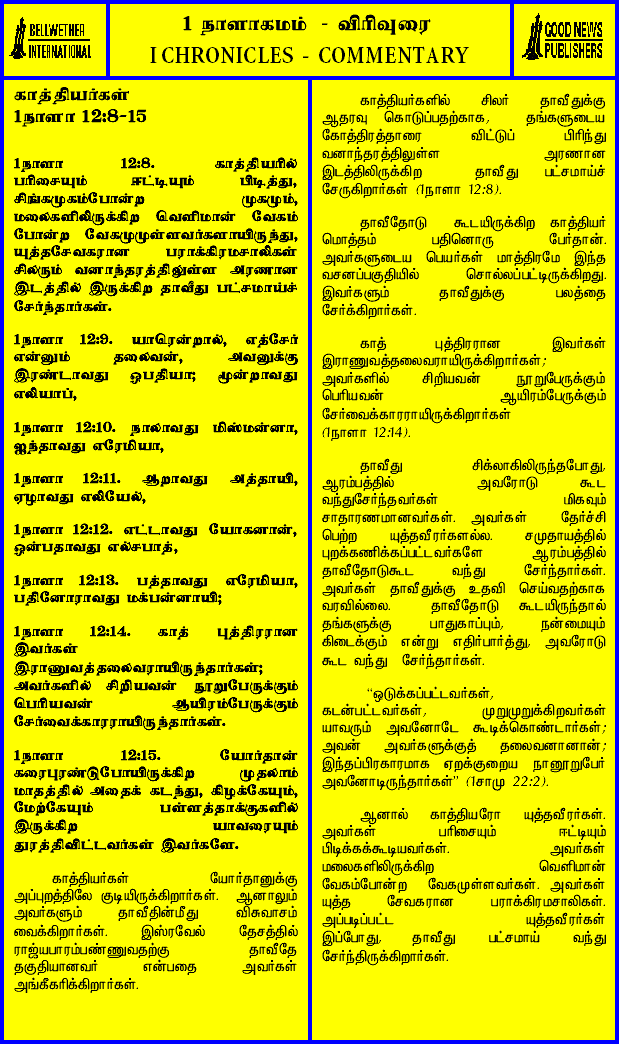 BELLWETHER
INTERNATIONAL
1 நாளாகமம் - விரிவுரை
I CHRONICLES - COMMENTARY
GOOD NEWS
PUBLISHERS
காத்தியர்கள்
1நாளா 12:8-15
1நாளா 12:8. காத்தியரில்
பரிசையும் ஈட்டியும் பிடித்து,
சிங்கமுகம்போன்ற முகமும்,
மலைகளிலிருக்கிற வெளிமான் வேகம்
போன்ற வேகமுமுள்ளவர்களாயிருந்து,
யுத்தசேவகரான பராக்கிரமசாலிகள்
சிலரும் வனாந்தரத்திலுள்ள அரணான
இடத்தில் இருக்கிற தாவீது பட்சமாய்ச்
சேர்ந்தார்கள்.
1நாளா 12:9. யாரென்றால், எத்சேர்
என்னும் தலைவன், அவனுக்கு
இரண்டாவது ஒபதியா; மூன்றாவது
எலியாப்,
1நாளா 12:10. நாலாவது மிஸ்மன்னா,
ஐந்தாவது எரேமியா,
1நாளா 12:11. ஆறாவது அத்தாயி,
ஏழாவது எலியேல்,
1நாளா 12:12. எட்டாவது யோகனான்,
ஒன்பதாவது எல்சபாத்,
1நாளா 12:13. பத்தாவது எரேமியா,
பதினோராவது மக்பன்னாயி;
1நாளா 12:14. காத் புத்திரரான
இவர்கள்
இராணுவத்தலைவராயிருந்தார்கள்;
அவர்களில் சிறியவன் நூறுபேருக்கும்
பெரியவன் ஆயிரம்பேருக்கும்
சேர்வைக்காரராயிருந்தார்கள்.
1நாளா 12:15. யோர்தான்
கரைபுரண்டுபோயிருக்கிற முதலாம்
மாதத்தில் அதைக் கடந்து, கிழக்கேயும்,
மேற்கேயும் பள்ளத்தாக்குகளில்
இருக்கிற யாவரையும்
துரத்திவிட்டவர்கள் இவர்களே.
காத்தியர்கள் யோர்தானுக்கு
அப்புறத்திலே குடியிருக்கிறார்கள். ஆனாலும்
அவர்களும் தாவீதின்மீது விசுவாசம்
வைக்கிறார்கள். இஸ்ரவேல் தேசத்தில்
ராஜ்யபாரம்பண்ணுவதற்கு தாவீதே
தகுதியானவர் என்பதை அவர்கள்
அங்கீகரிக்கிறார்கள்.
காத்தியர்களில் சிலர் தாவீதுக்கு
ஆதரவு கொடுப்பதற்காக, தங்களுடைய
கோத்திரத்தாரை விட்டுப் பிரிந்து
வனாந்தரத்திலுள்ள அரணான
இடத்திலிருக்கிற தாவீது பட்சமாய்ச்
சேருகிறார்கள் (1நாளா 12:8).
தாவீதோடு கூடயிருக்கிற காத்தியர்
மொத்தம் பதினொரு பேர்தான்.
அவர்களுடைய பெயர்கள் மாத்திரமே இந்த
வசனப்பகுதியில் சொல்லப்பட்டிருக்கிறது.
இவர்களும் தாவீதுக்கு பலத்தை
சேர்க்கிறார்கள்.
காத் புத்திரரான இவர்கள்
இராணுவத்தலைவராயிருக்கிறார்கள்;
அவர்களில் சிறியவன் நூறுபேருக்கும்
பெரியவன் ஆயிரம்பேருக்கும்
சேர்வைக்காரராயிருக்கிறார்கள்
(1நாளா 12:14).
தாவீது சிக்லாகிலிருந்தபோது,
ஆரம்பத்தில் அவரோடு கூட
வந்துசேர்ந்தவர்கள் மிகவும்
சாதாரணமானவர்கள். அவர்கள் தேர்ச்சி
பெற்ற யுத்தவீரர்களல்ல. சமுதாயத்தில்
புறக்கணிக்கப்பட்டவர்களே ஆரம்பத்தில்
தாவீதோடுகூட வந்து சேர்ந்தார்கள்.
அவர்கள் தாவீதுக்கு உதவி செய்வதற்காக
வரவில்லை. தாவீதோடு கூடயிருந்தால்
தங்களுக்கு பாதுகாப்பும், நன்மையும்
கிடைக்கும் என்று எதிர்பார்த்து, அவரோடு
கூட வந்து சேர்ந்தார்கள்.
“ஒடுக்கப்பட்டவர்கள்,
கடன்பட்டவர்கள், முறுமுறுக்கிறவர்கள்
யாவரும் அவனோடே கூடிக்கொண்டார்கள்;
அவன் அவர்களுக்குத் தலைவனானான்;
இந்தப்பிரகாரமாக ஏறக்குறைய நானூறுபேர்
அவனோடிருந்தார்கள்” (1சாமு 22:2).
ஆனால் காத்தியரோ யுத்தவீரர்கள்.
அவர்கள் பரிசையும் ஈட்டியும்
பிடிக்கக்கூடியவர்கள். அவர்கள்
மலைகளிலிருக்கிற வெளிமான்
வேகம்போன்ற வேகமுள்ளவர்கள். அவர்கள்
யுத்த சேவகரான பராக்கிரமசாலிகள்.
அப்படிப்பட்ட யுத்தவீரர்கள்
இப்போது, தாவீது பட்சமாய் வந்து
சேர்ந்திருக்கிறார்கள்.